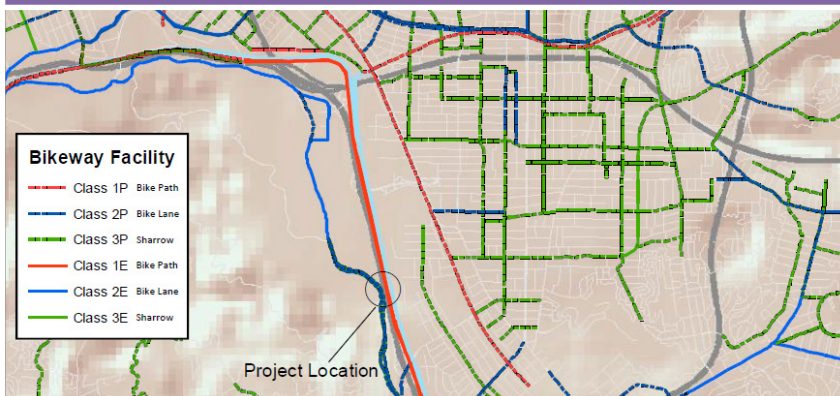 Bikeway Facility
Class 1P Bike Path
Class 2P Bike Lane
Class 3P Sharrow
Class 1E Bike Path
Class 2E Bike Lane
Class 3E Sharrow
Project Location